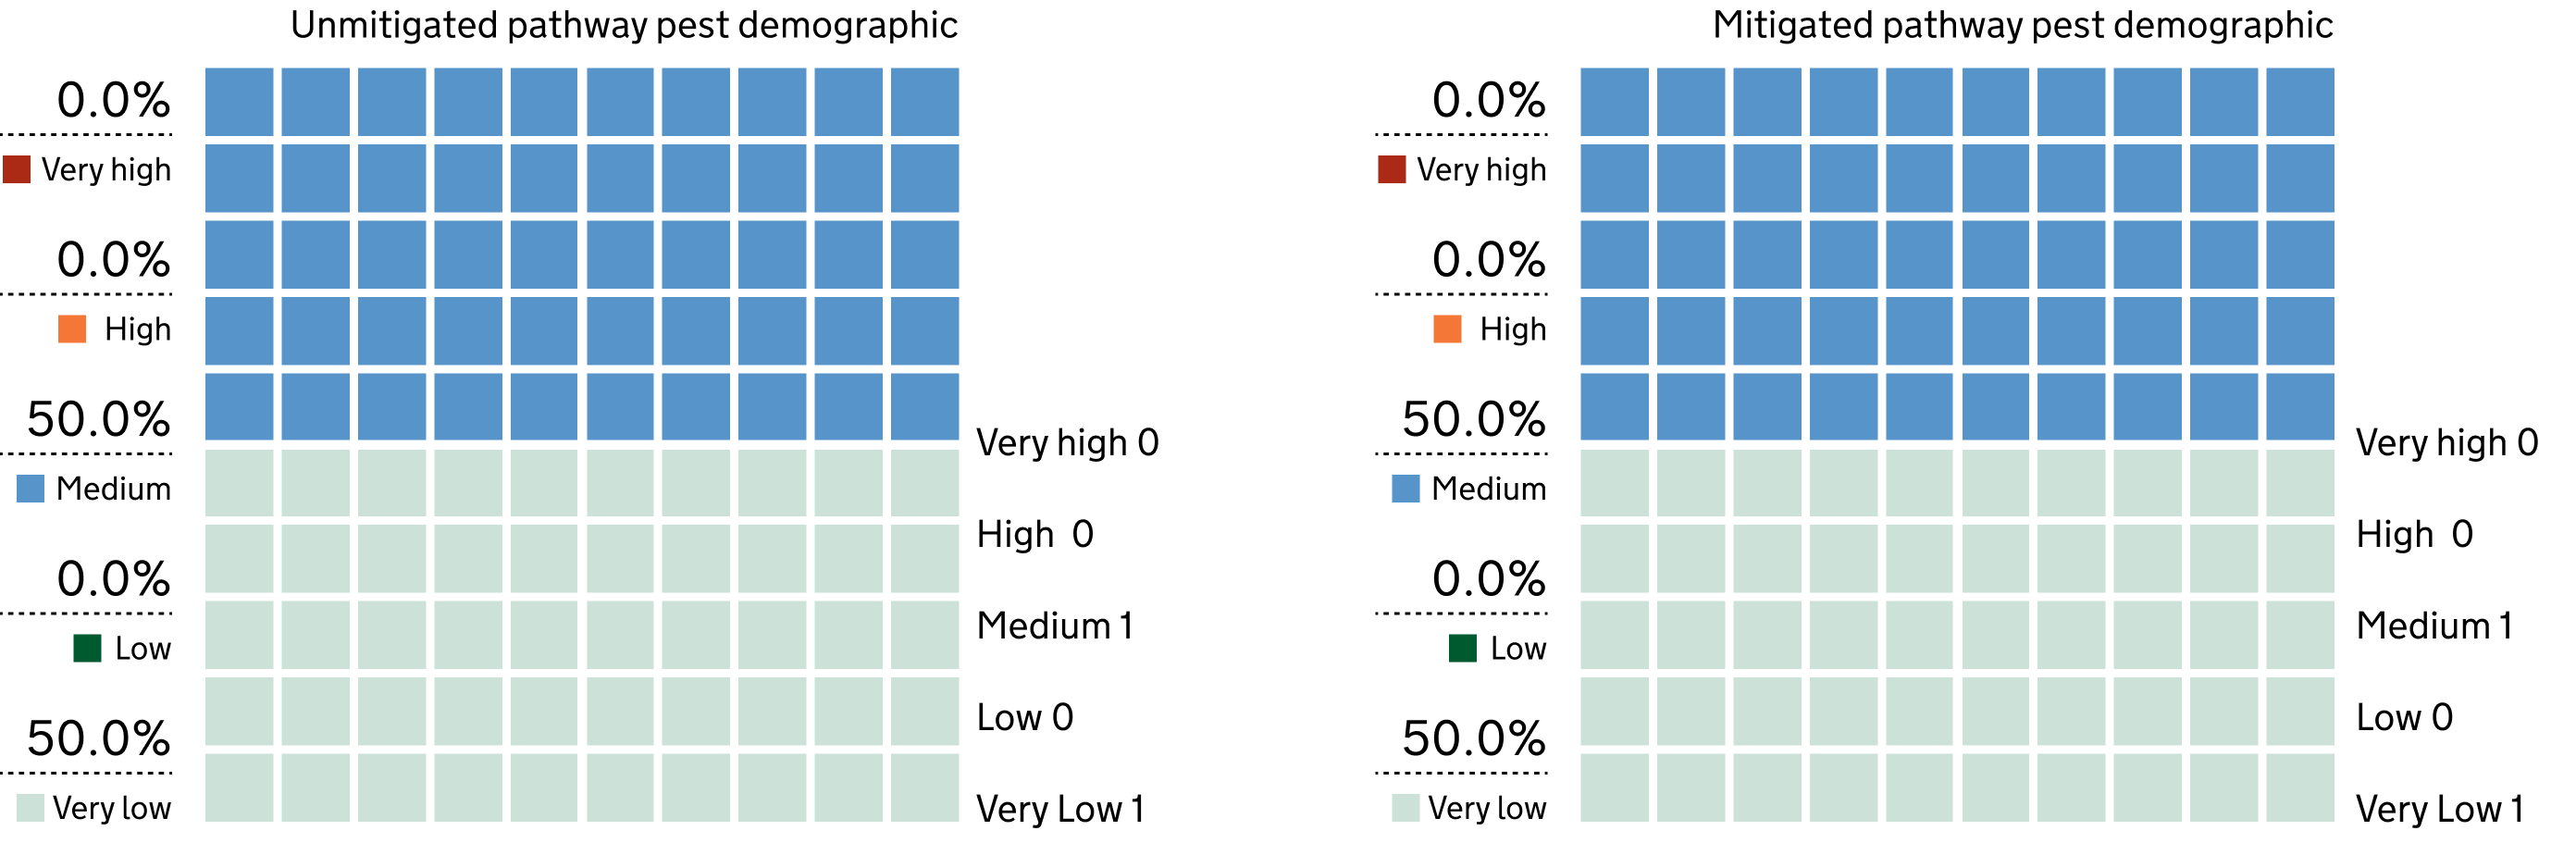 Unmitigated pathway pest demographic
0.0%
Very high
0.0%
High
50.0%
Medium
0.0%
Low
50.0%
Very low
Very high 0
High 0
Medium 1
Low 0
Very Low 1
Mitigated pathway pest demographic
0.0%
Very high
0.0%
High
50.0%
Medium
0.0%
Low
50.0%
Very low
Very high 0
High 0
Medium 1
Low 0
Very Low 1